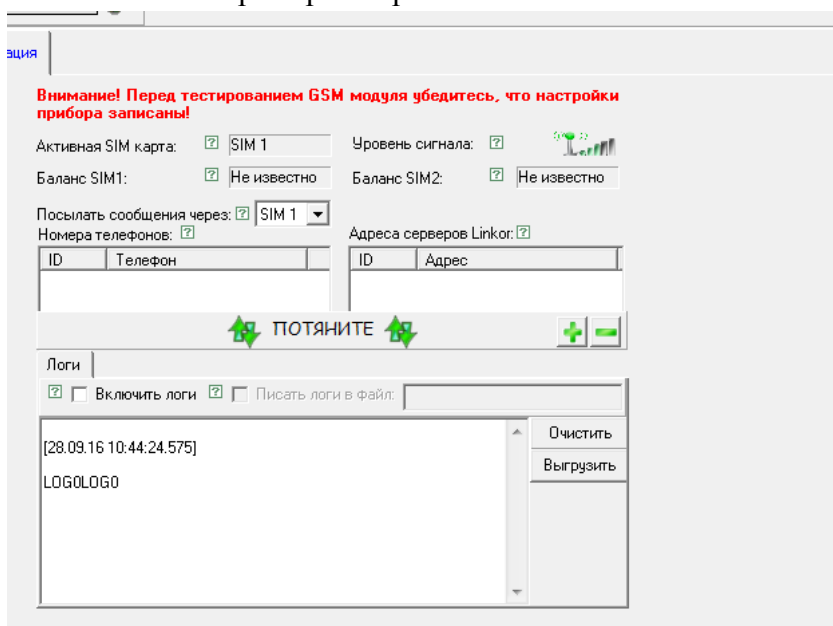 ация
Внимание! Перед тестированием GSM модуля убедитесь, что настройки
прибора записаны!
Активная SIM карта: ? SIM 1 Уровень сигнала: ?
Баланс SIM1: ? Не известно Баланс SIM2: ? Не известно
Посылать сообщения через: ? SIM 1
Номера телефонов: ? Адреса серверов Linkor: ?
ID Телефон ID Адрес
ПОТЯНИТЕ
Логи
? Включить логи ? Писать логи в файл:
[28.09.16 10:44:24.575] Очистить
Выгрузить
LOG0LOG0